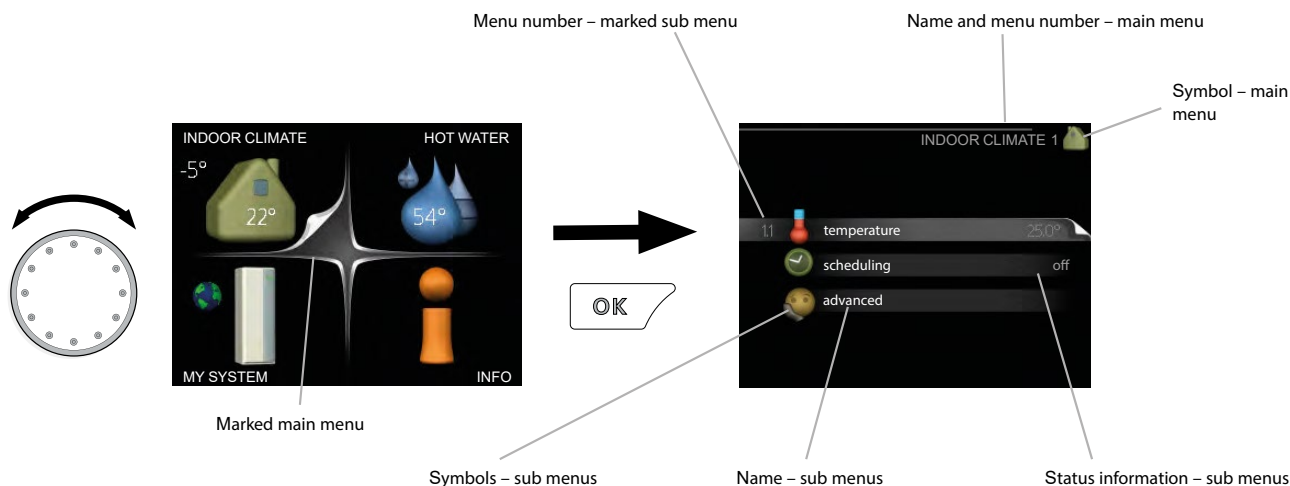 Menu number – marked sub menu
Name and menu number – main menu
Symbol – main
menu
INDOOR CLIMATE
HOT WATER
-5°
22°
54°
MY SYSTEM
INFO
Marked main menu
OK
INDOOR CLIMATE 1
1.1 temperature 25.0°
scheduling off
advanced
Symbols – sub menus
Name – sub menus
Status information – sub menus